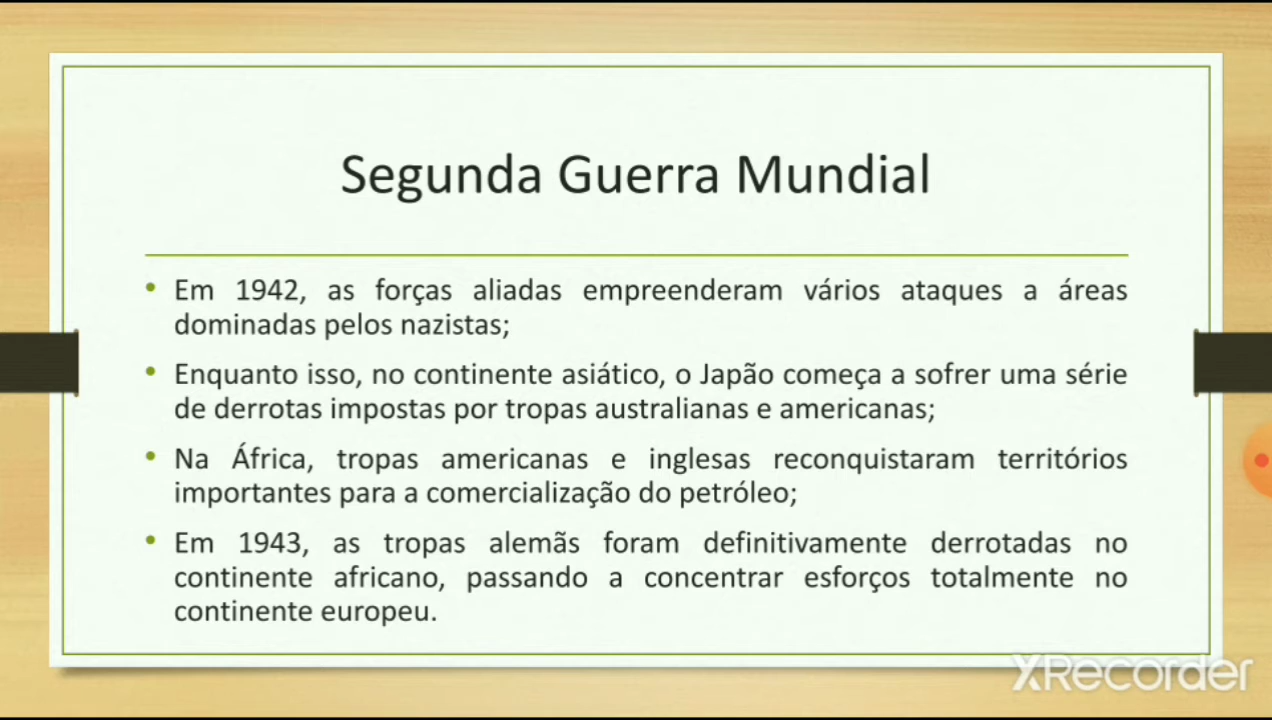 Segunda Guerra Mundial
• Em 1942, as forças aliadas empreenderam vários ataques a áreas
dominadas pelos nazistas;
• Enquanto isso, no continente asiático, o Japão começa a sofrer uma série
de derrotas impostas por tropas australianas e americanas;
• Na África, tropas americanas e inglesas reconquistaram territórios
importantes para a comercialização do petróleo;
• Em 1943, as tropas alemãs foram definitivamente derrotadas no
continente africano, passando a concentrar esforços totalmente no
continente europeu.
XRecorder